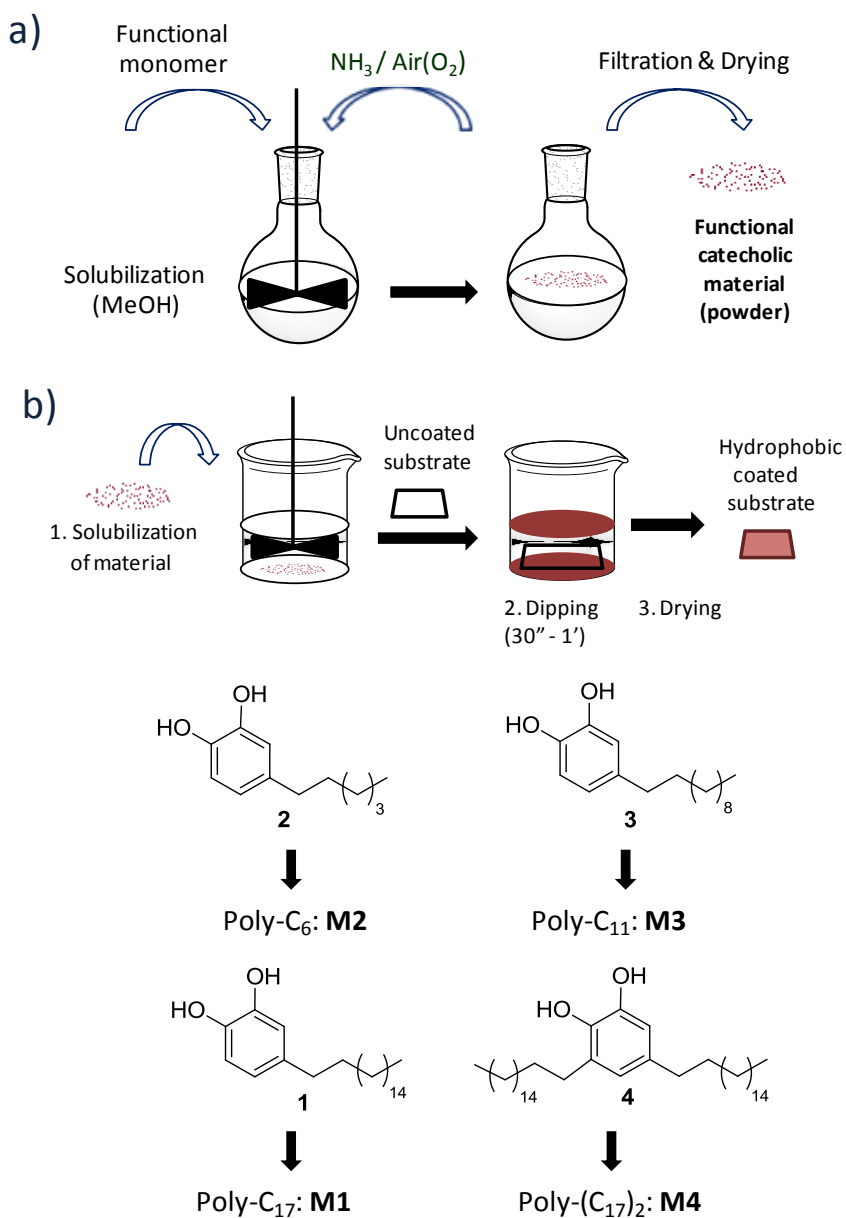 a)
Functional
monomer
NH₃ / Air(O₂)
Filtration & Drying
Solubilization
(MeOH)
Functional
catecholic
material
(powder)
b)
1. Solubilization
of material
Uncoated
substrate
2. Dipping
(30" - 1')
3. Drying
Hydrophobic
coated
substrate
OH
HO
3
2
Poly-C₆: M2
OH
HO
8
3
Poly-C₁₁: M3
OH
HO
14
1
Poly-C₁₇: M1
OH
HO
14
14
4
Poly-(C₁₇)₂: M4